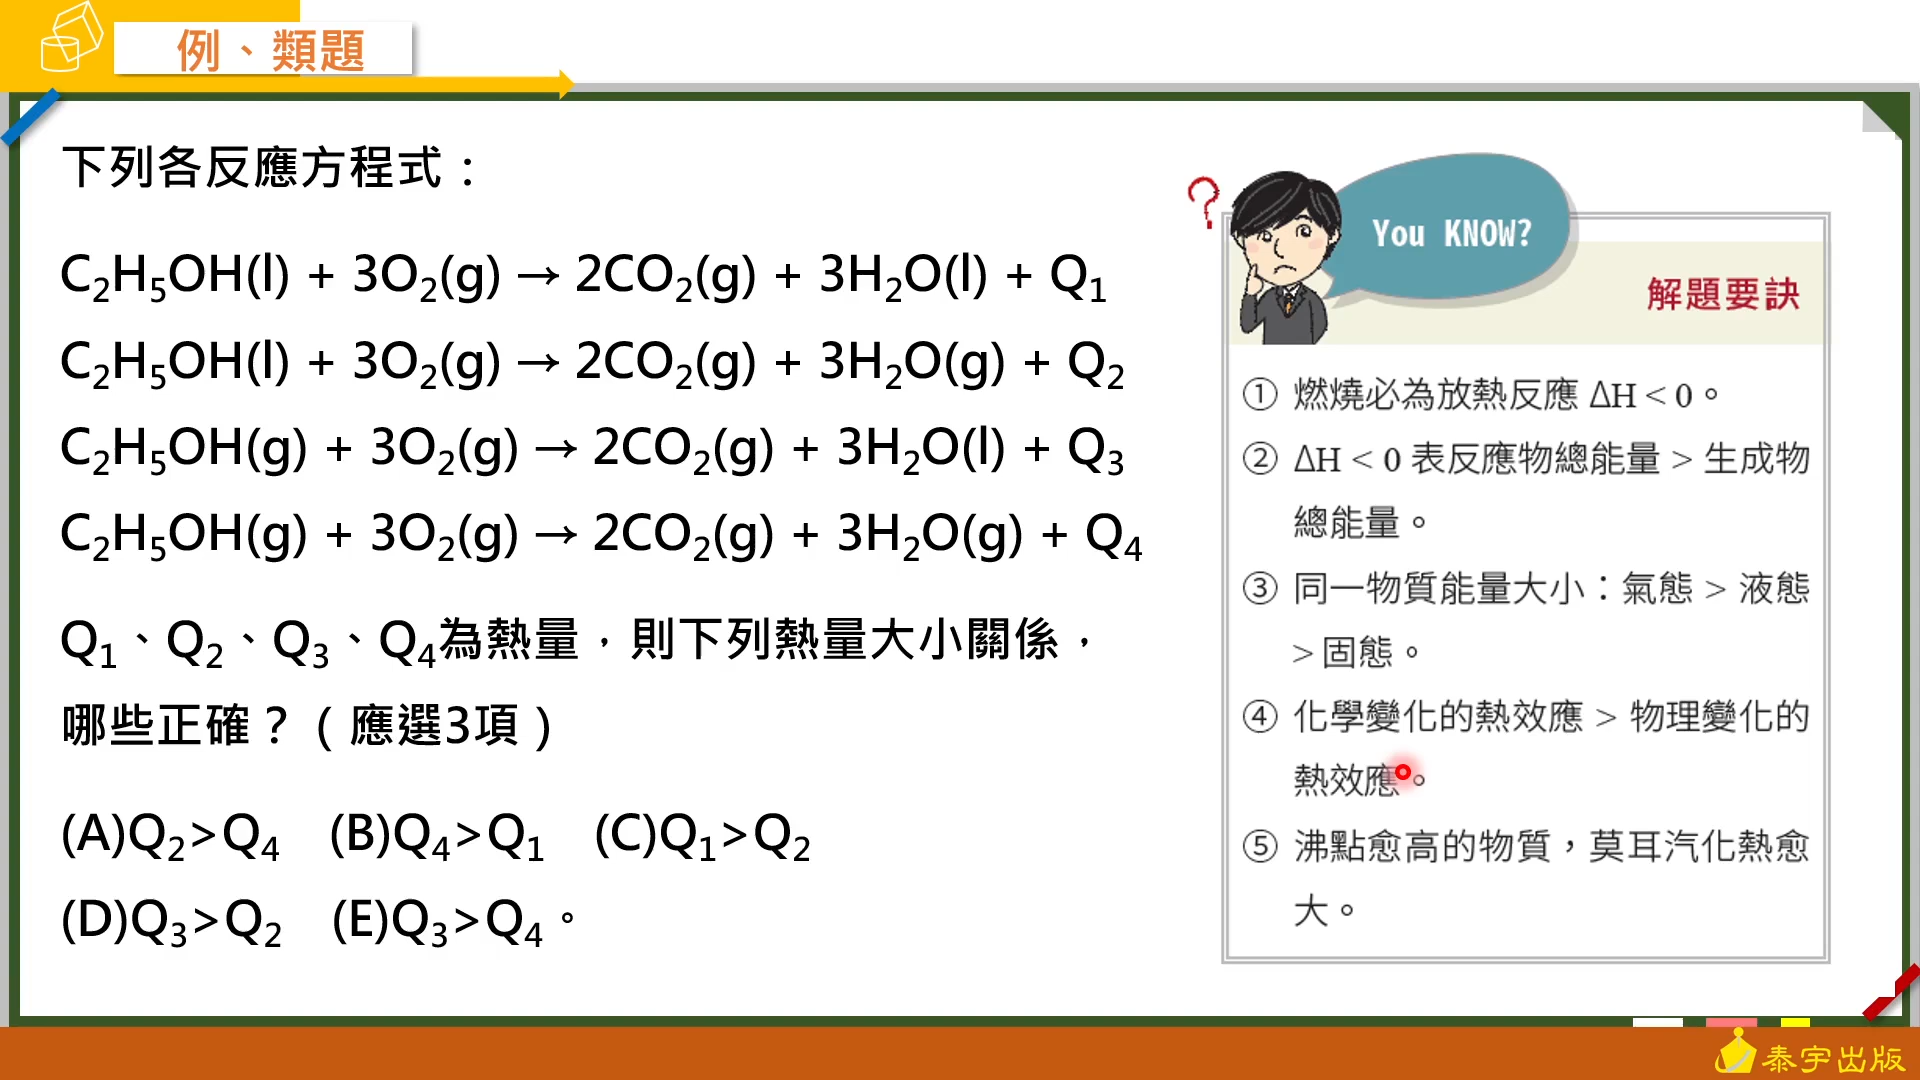 例、類題
下列各反應方程式：
C₂H₅OH(l) + 3O₂(g) → 2CO₂(g) + 3H₂O(l) + Q₁
C₂H₅OH(l) + 3O₂(g) → 2CO₂(g) + 3H₂O(g) + Q₂
C₂H₅OH(g) + 3O₂(g) → 2CO₂(g) + 3H₂O(l) + Q₃
C₂H₅OH(g) + 3O₂(g) → 2CO₂(g) + 3H₂O(g) + Q₄
Q₁、Q₂、Q₃、Q₄為熱量，則下列熱量大小關係，
哪些正確？（應選3項）
(A)Q₂>Q₄ (B)Q₄>Q₁ (C)Q₁>Q₂
(D)Q₃>Q₂ (E)Q₃>Q₄。
?
You KNOW?
解題要訣
① 燃燒必為放熱反應 ΔH < 0。
② ΔH < 0 表反應物總能量 > 生成物
總能量。
③ 同一物質能量大小：氣態 > 液態
> 固態。
④ 化學變化的熱效應 > 物理變化的
熱效應。
⑤ 沸點愈高的物質，莫耳汽化熱愈
大。
泰宇出版